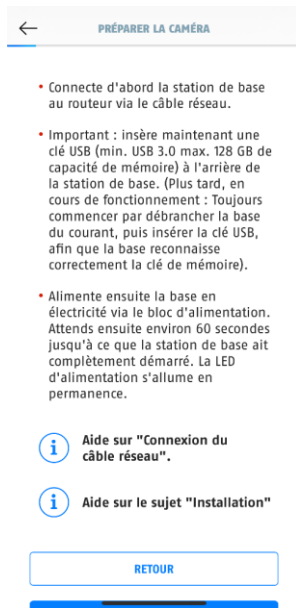 PRÉPARER LA CAMÉRA
• Connecte d'abord la station de base
au routeur via le câble réseau.
• Important : insère maintenant une
clé USB (min. USB 3.0 max. 128 GB de
capacité de mémoire) à l'arrière de
la station de base. (Plus tard, en
cours de fonctionnement : Toujours
commencer par débrancher la base
du courant, puis insérer la clé USB,
afin que la base reconnaisse
correctement la clé de mémoire).
• Alimente ensuite la base en
électricité via le bloc d'alimentation.
Attends ensuite environ 60 secondes
jusqu'à ce que la station de base ait
complètement démarré. La LED
d'alimentation s'allume en
permanence.
i Aide sur "Connexion du
câble réseau".
i Aide sur le sujet "Installation"
RETOUR